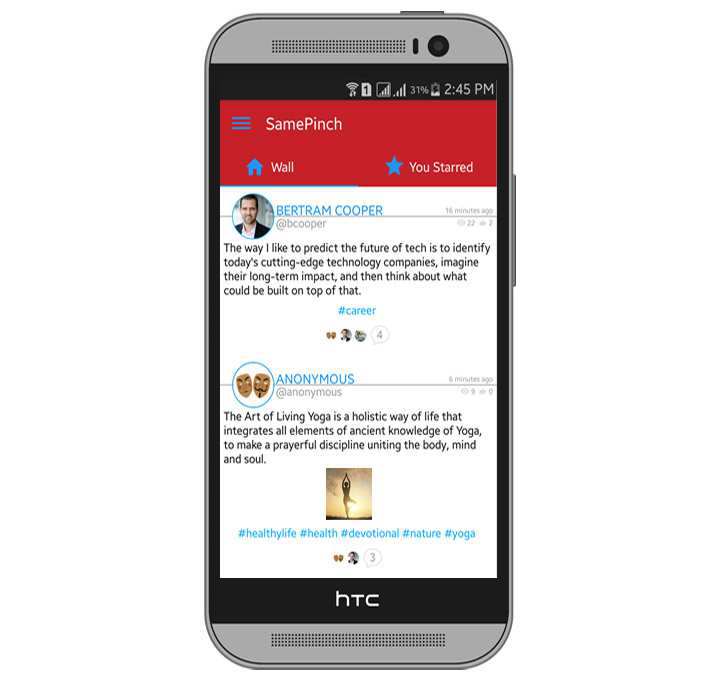 1 31% 2:45 PM
SamePinch
Wall You Starred
BERTRAM COOPER 16 minutes ago
@bcooper 22 2
The way I like to predict the future of tech is to identify
today's cutting-edge technology companies, imagine
their long-term impact, and then think about what
could be built on top of that.
#career
4
ANONYMOUS 6 minutes ago
@anonymous 9 0
The Art of Living Yoga is a holistic way of life that
integrates all elements of ancient knowledge of Yoga,
to make a prayerful discipline uniting the body, mind
and soul.
#healthylife #health #devotional #nature #yoga
3
hTC